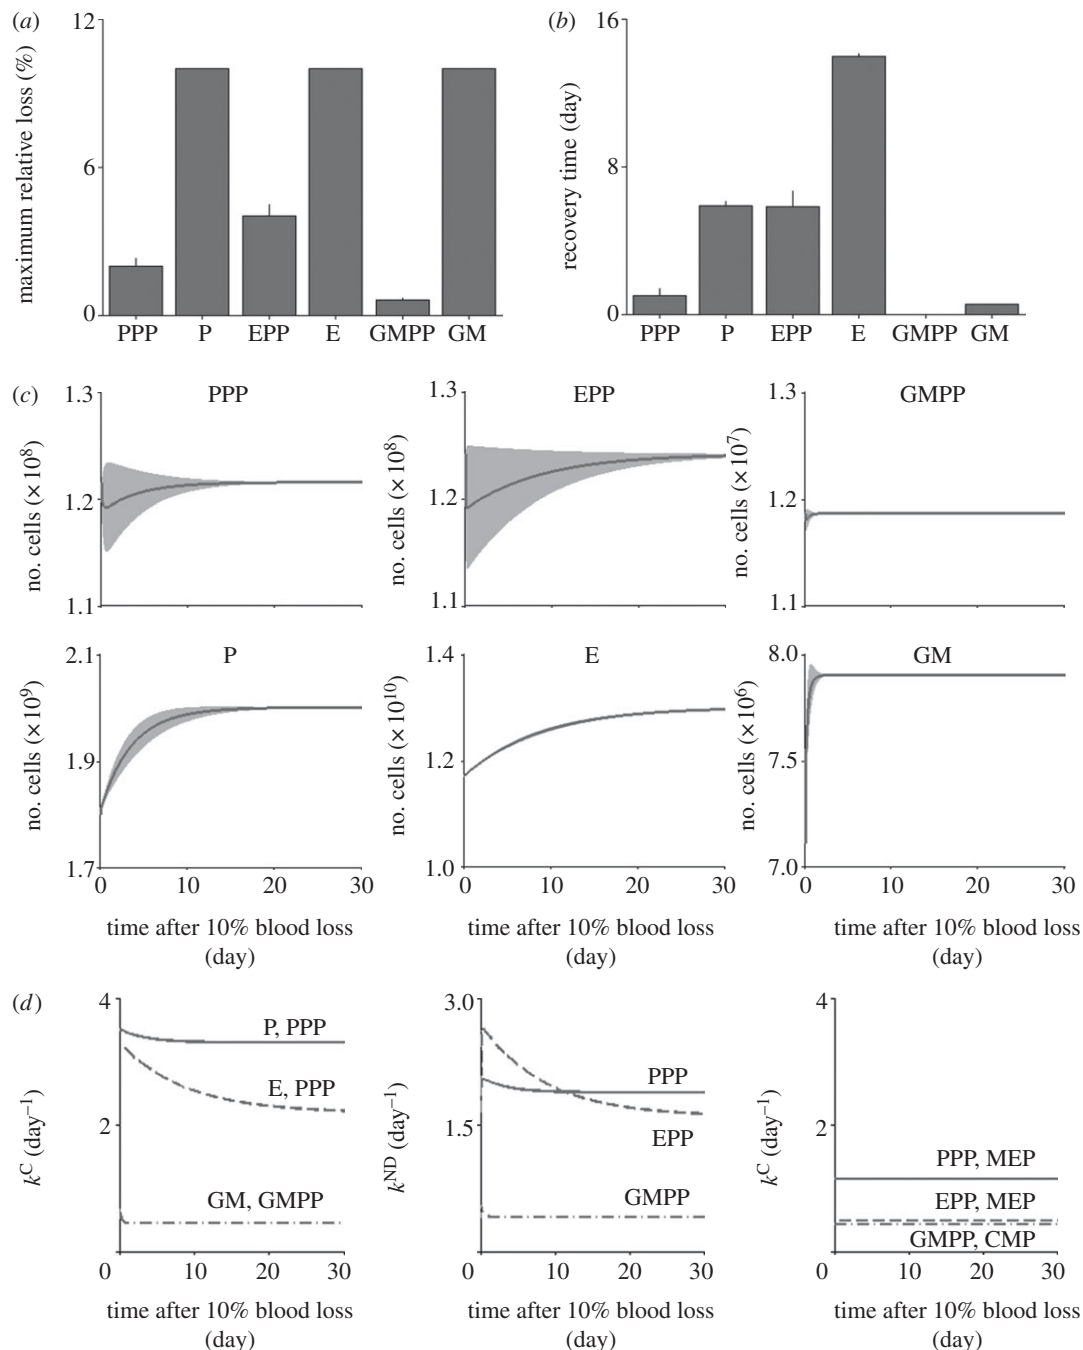 (a)
12
6
0
maximum relative loss (%)
PPP P EPP E GMPP GM
(b)
16
8
0
recovery time (day)
PPP P EPP E GMPP GM
(c)
PPP
1.3
1.2
1.1
no. cells (×10⁸)
EPP
1.3
1.2
1.1
no. cells (×10⁸)
GMPP
1.3
1.2
1.1
no. cells (×10⁷)
P
2.1
1.9
1.7
no. cells (×10⁹)
0 10 20 30
time after 10% blood loss
(day)
E
1.4
1.2
1.0
no. cells (×10¹⁰)
0 10 20 30
time after 10% blood loss
(day)
GM
8.0
7.5
7.0
no. cells (×10⁶)
0 10 20 30
time after 10% blood loss
(day)
(d)
4
2
kᶜ (day⁻¹)
P, PPP
E, PPP
GM, GMPP
0 10 20 30
time after 10% blood loss
(day)
3.0
1.5
kᴺᴰ (day⁻¹)
PPP
EPP
GMPP
0 10 20 30
time after 10% blood loss
(day)
4
2
kᶜ (day⁻¹)
PPP, MEP
EPP, MEP
GMPP, CMP
0 10 20 30
time after 10% blood loss
(day)